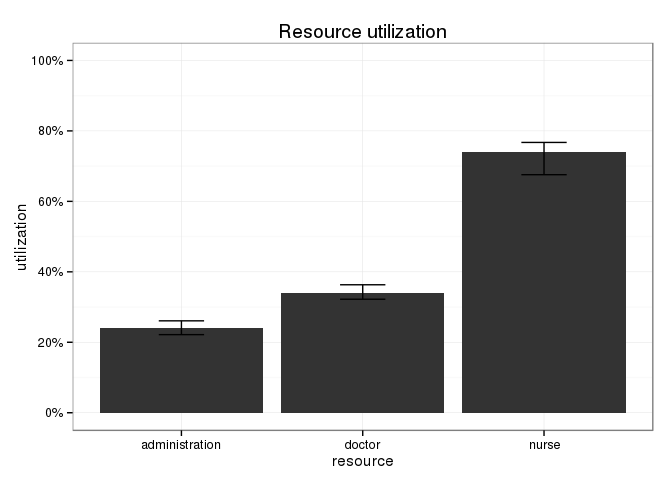 Resource utilization
100%
80%
60%
40%
20%
0%
utilization
administration
doctor
nurse
resource